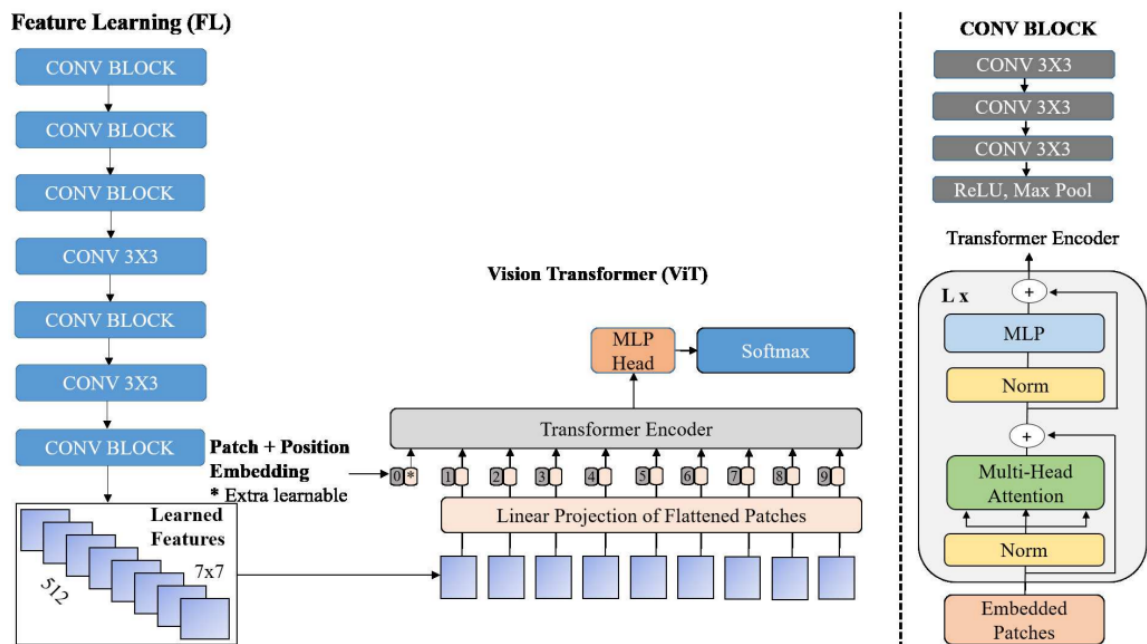 Feature Learning (FL)
CONV BLOCK
CONV BLOCK
CONV BLOCK
CONV 3X3
CONV BLOCK
CONV 3X3
CONV BLOCK
Learned
Features
7x7
512
Patch + Position
Embedding
* Extra learnable
Vision Transformer (ViT)
MLP
Head
Softmax
Transformer Encoder
0 * 1 2 3 4 5 6 7 8 9
Linear Projection of Flattened Patches
CONV BLOCK
CONV 3X3
CONV 3X3
CONV 3X3
ReLU, Max Pool
Transformer Encoder
L x
+
MLP
Norm
+
Multi-Head
Attention
Norm
Embedded
Patches